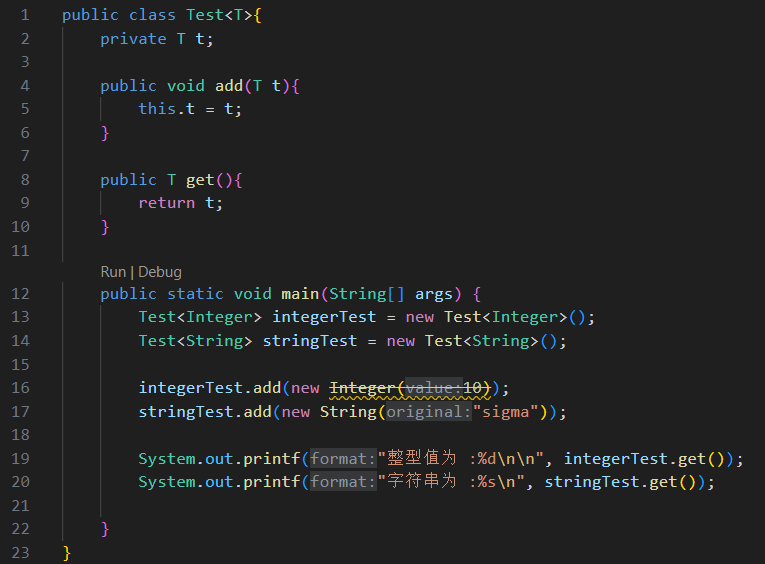 1 public class Test<T>{
2 private T t;
3
4 public void add(T t){
5 this.t = t;
6 }
7
8 public T get(){
9 return t;
10 }
11
Run | Debug
12 public static void main(String[] args) {
13 Test<Integer> integerTest = new Test<Integer>();
14 Test<String> stringTest = new Test<String>();
15
16 integerTest.add(new Integer(value:10));
17 stringTest.add(new String(original:"sigma"));
18
19 System.out.printf(format:"整型值为 :%d\n\n", integerTest.get());
20 System.out.printf(format:"字符串为 :%s\n", stringTest.get());
21
22 }
23 }